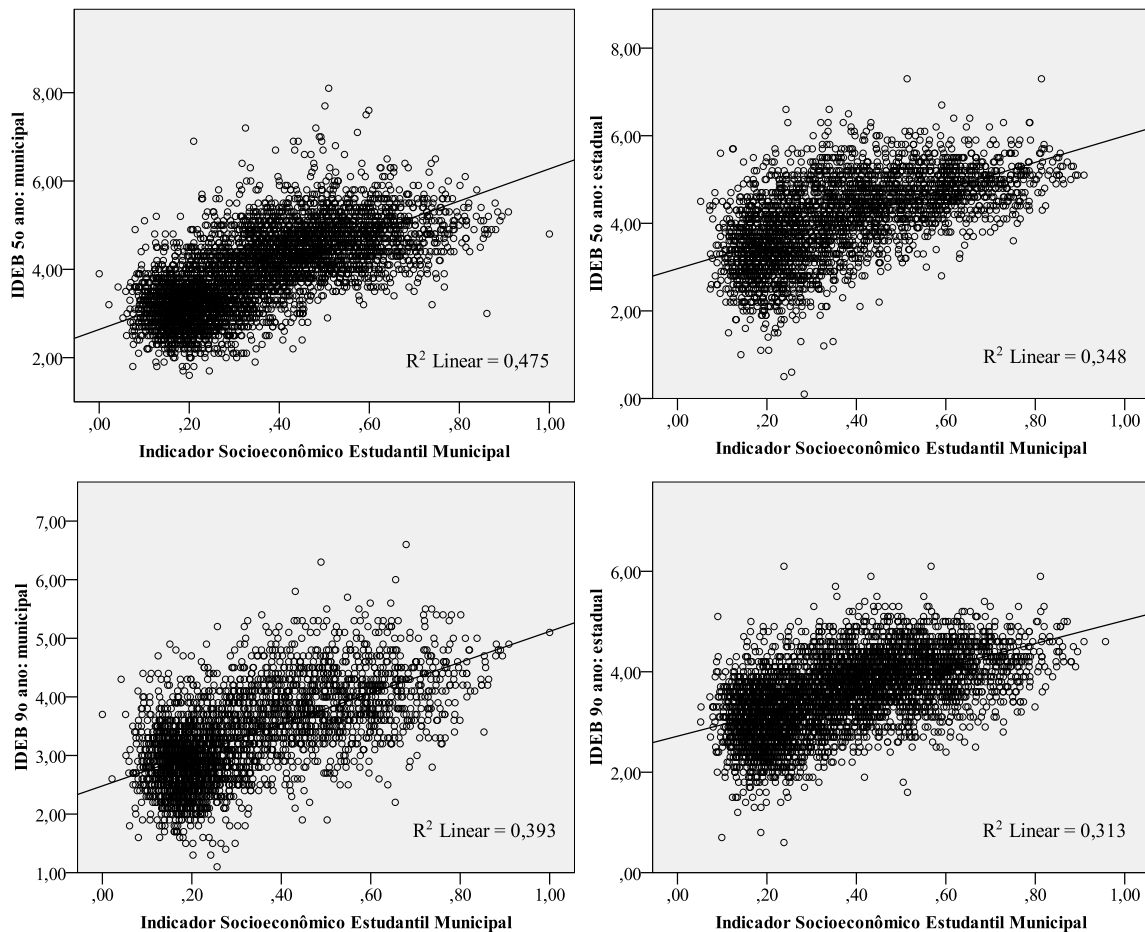 IDEB 5o ano: municipal
8,00
6,00
4,00
2,00
R² Linear = 0,475
,00 ,20 ,40 ,60 ,80 1,00
Indicador Socioeconômico Estudantil Municipal
IDEB 5o ano: estadual
8,00
6,00
4,00
2,00
,00
R² Linear = 0,348
,00 ,20 ,40 ,60 ,80 1,00
Indicador Socioeconômico Estudantil Municipal
IDEB 9o ano: municipal
7,00
6,00
5,00
4,00
3,00
2,00
1,00
R² Linear = 0,393
,00 ,20 ,40 ,60 ,80 1,00
Indicador Socioeconômico Estudantil Municipal
IDEB 9o ano: estadual
6,00
4,00
2,00
,00
R² Linear = 0,313
,00 ,20 ,40 ,60 ,80 1,00
Indicador Socioeconômico Estudantil Municipal